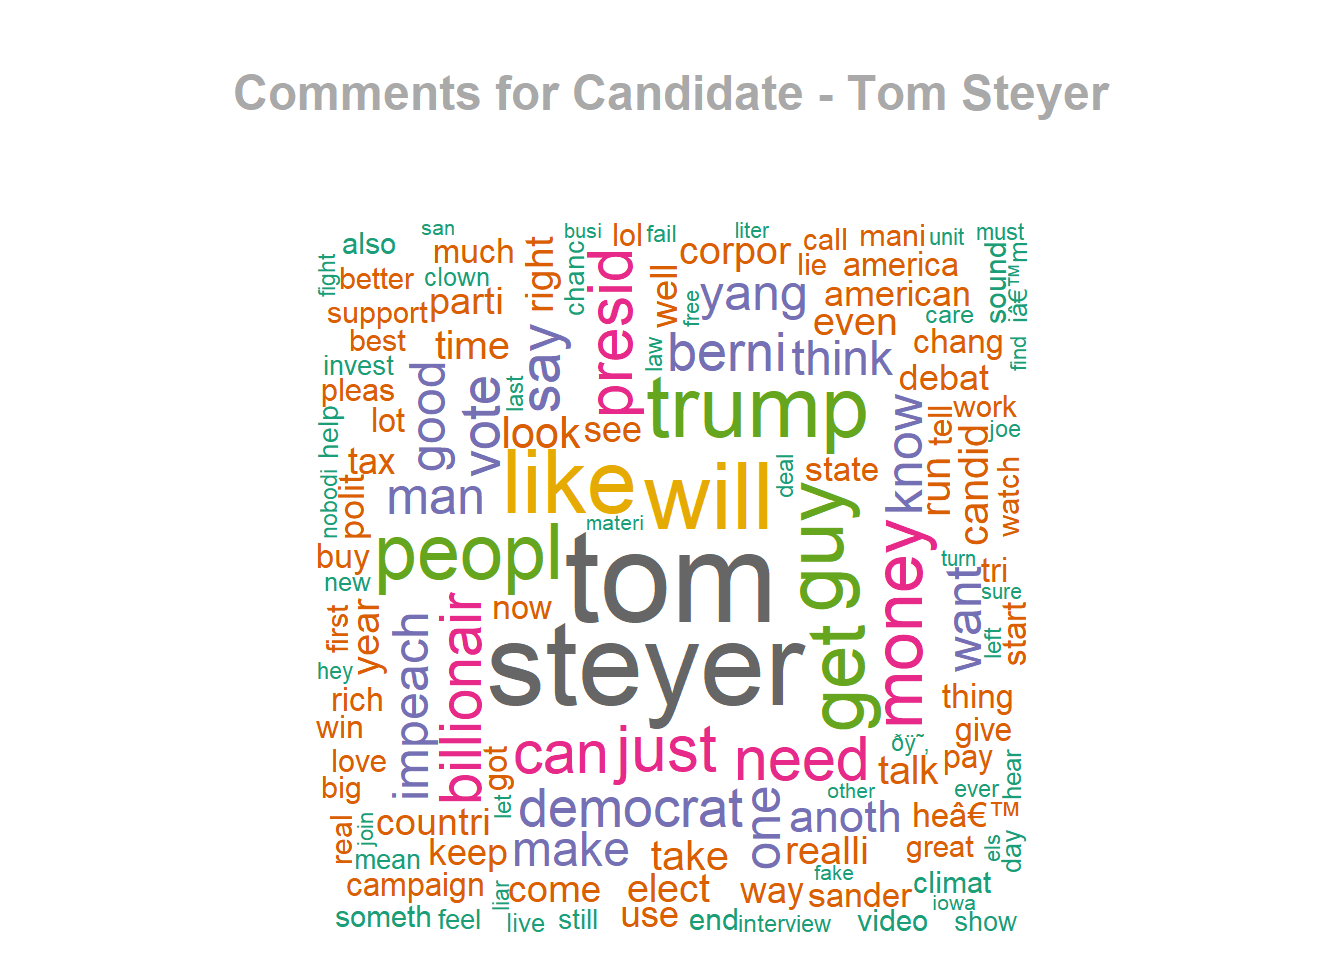 Comments for Candidate - Tom Steyer
san
busi
lol
fail
liter
call
mani
unit
must
also
much
right
chanc
presid
corpor
lie
america
sound
iâ€™m
fight
better
clown
well
yang
american
support
parti
free
even
care
best
time
say
law
berni
think
chang
find
invest
good
vote
last
trump
debat
pleas
lot
look
see
know
work
help
tax
like
will
deal
state
run
tell
candid
joe
nobodi
polit
man
materi
guy
watch
buy
peopl
tom
money
turn
tri
new
want
sure
first
year
impeach
billionair
now
steyer
get
left
start
hey
rich
thing
win
can
just
need
ðŸ˜‚
give
love
got
talk
pay
hear
big
let
democrat
one
other
anoth
ever
heâ€™
real
join
countri
mean
keep
make
take
realli
great
els
day
campaign
liar
come
elect
way
fake
sander
climat
iowa
someth
feel
live
still
use
end
interview
video
show